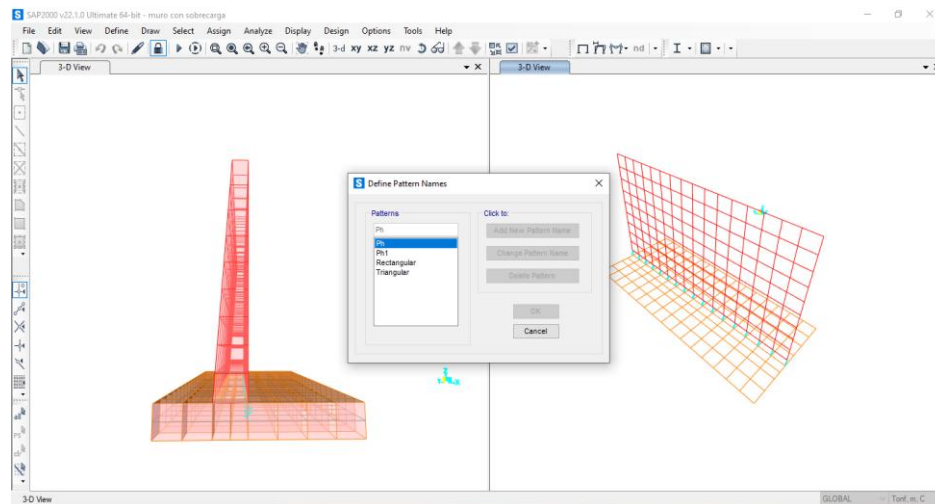 SAP2000 v22.1.0 Ultimate 64-bit - muro con sobrecarga
File Edit View Define Draw Select Assign Analyze Display Design Options Tools Help
3-d xy xz yz nv nd
3-D View
3-D View
Define Pattern Names
Patterns
Ph
Ph
Ph1
Rectangular
Triangular
Click to:
Add New Pattern Name
Change Pattern Name
Delete Pattern
OK
Cancel
3-D View
GLOBAL
Tonf, m, C